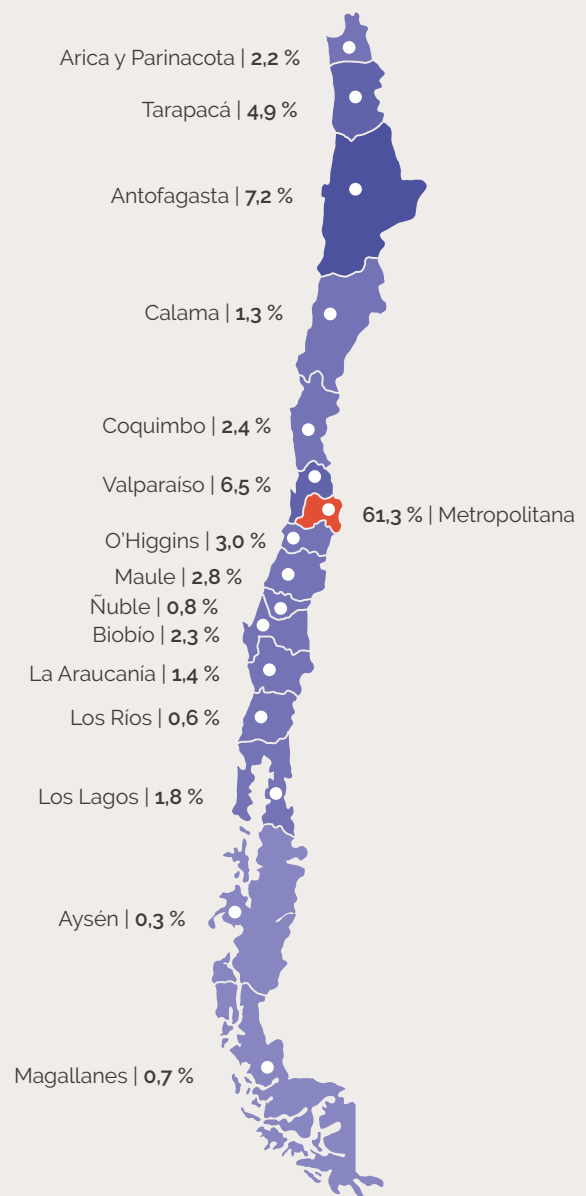 Arica y Parinacota | 2,2 %
Tarapacá | 4,9 %
Antofagasta | 7,2 %
Calama | 1,3 %
Coquimbo | 2,4 %
Valparaíso | 6,5 %
61,3 % | Metropolitana
O'Higgins | 3,0 %
Maule | 2,8 %
Ñuble | 0,8 %
Biobío | 2,3 %
La Araucanía | 1,4 %
Los Ríos | 0,6 %
Los Lagos | 1,8 %
Aysén | 0,3 %
Magallanes | 0,7 %